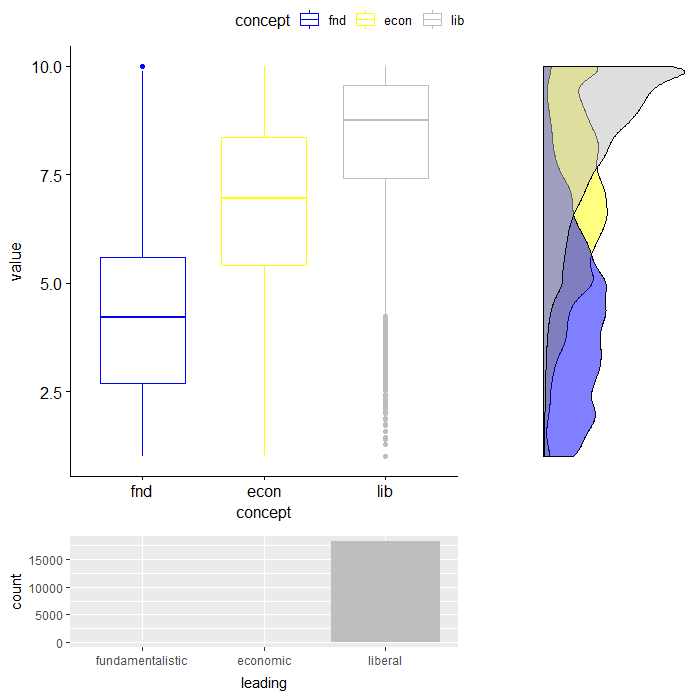 concept fnd econ lib
10.0
7.5
5.0
2.5
value
fnd econ lib
concept
15000
10000
5000
0
count
fundamentalistic economic liberal
leading